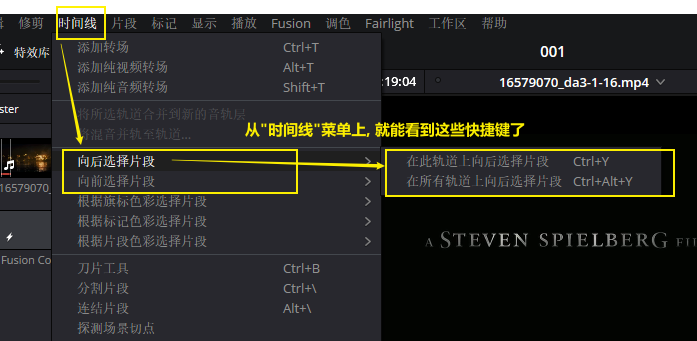 修剪 时间线 片段 标记 显示 播放 Fusion 调色 Fairlight 工作区 帮助
特效库
添加转场 Ctrl+T
001
添加纯视频转场 Alt+T
添加纯音频转场 Shift+T
:19:04 16579070_da3-1-16.mp4
ster
将所选轨道合并到新的音轨层
将混音并轨至轨道...
从"时间线"菜单上, 就能看到这些快捷键了
向后选择片段
在此轨道上向后选择片段 Ctrl+Y
向前选择片段
在所有轨道上向后选择片段 Ctrl+Alt+Y
16579070_
根据旗标色彩选择片段
根据标记色彩选择片段
根据片段色彩选择片段
A STEVEN SPIELBERG FI
Fusion Co
刀片工具 Ctrl+B
分割片段 Ctrl+\
连结片段 Alt+\
探测场景切点